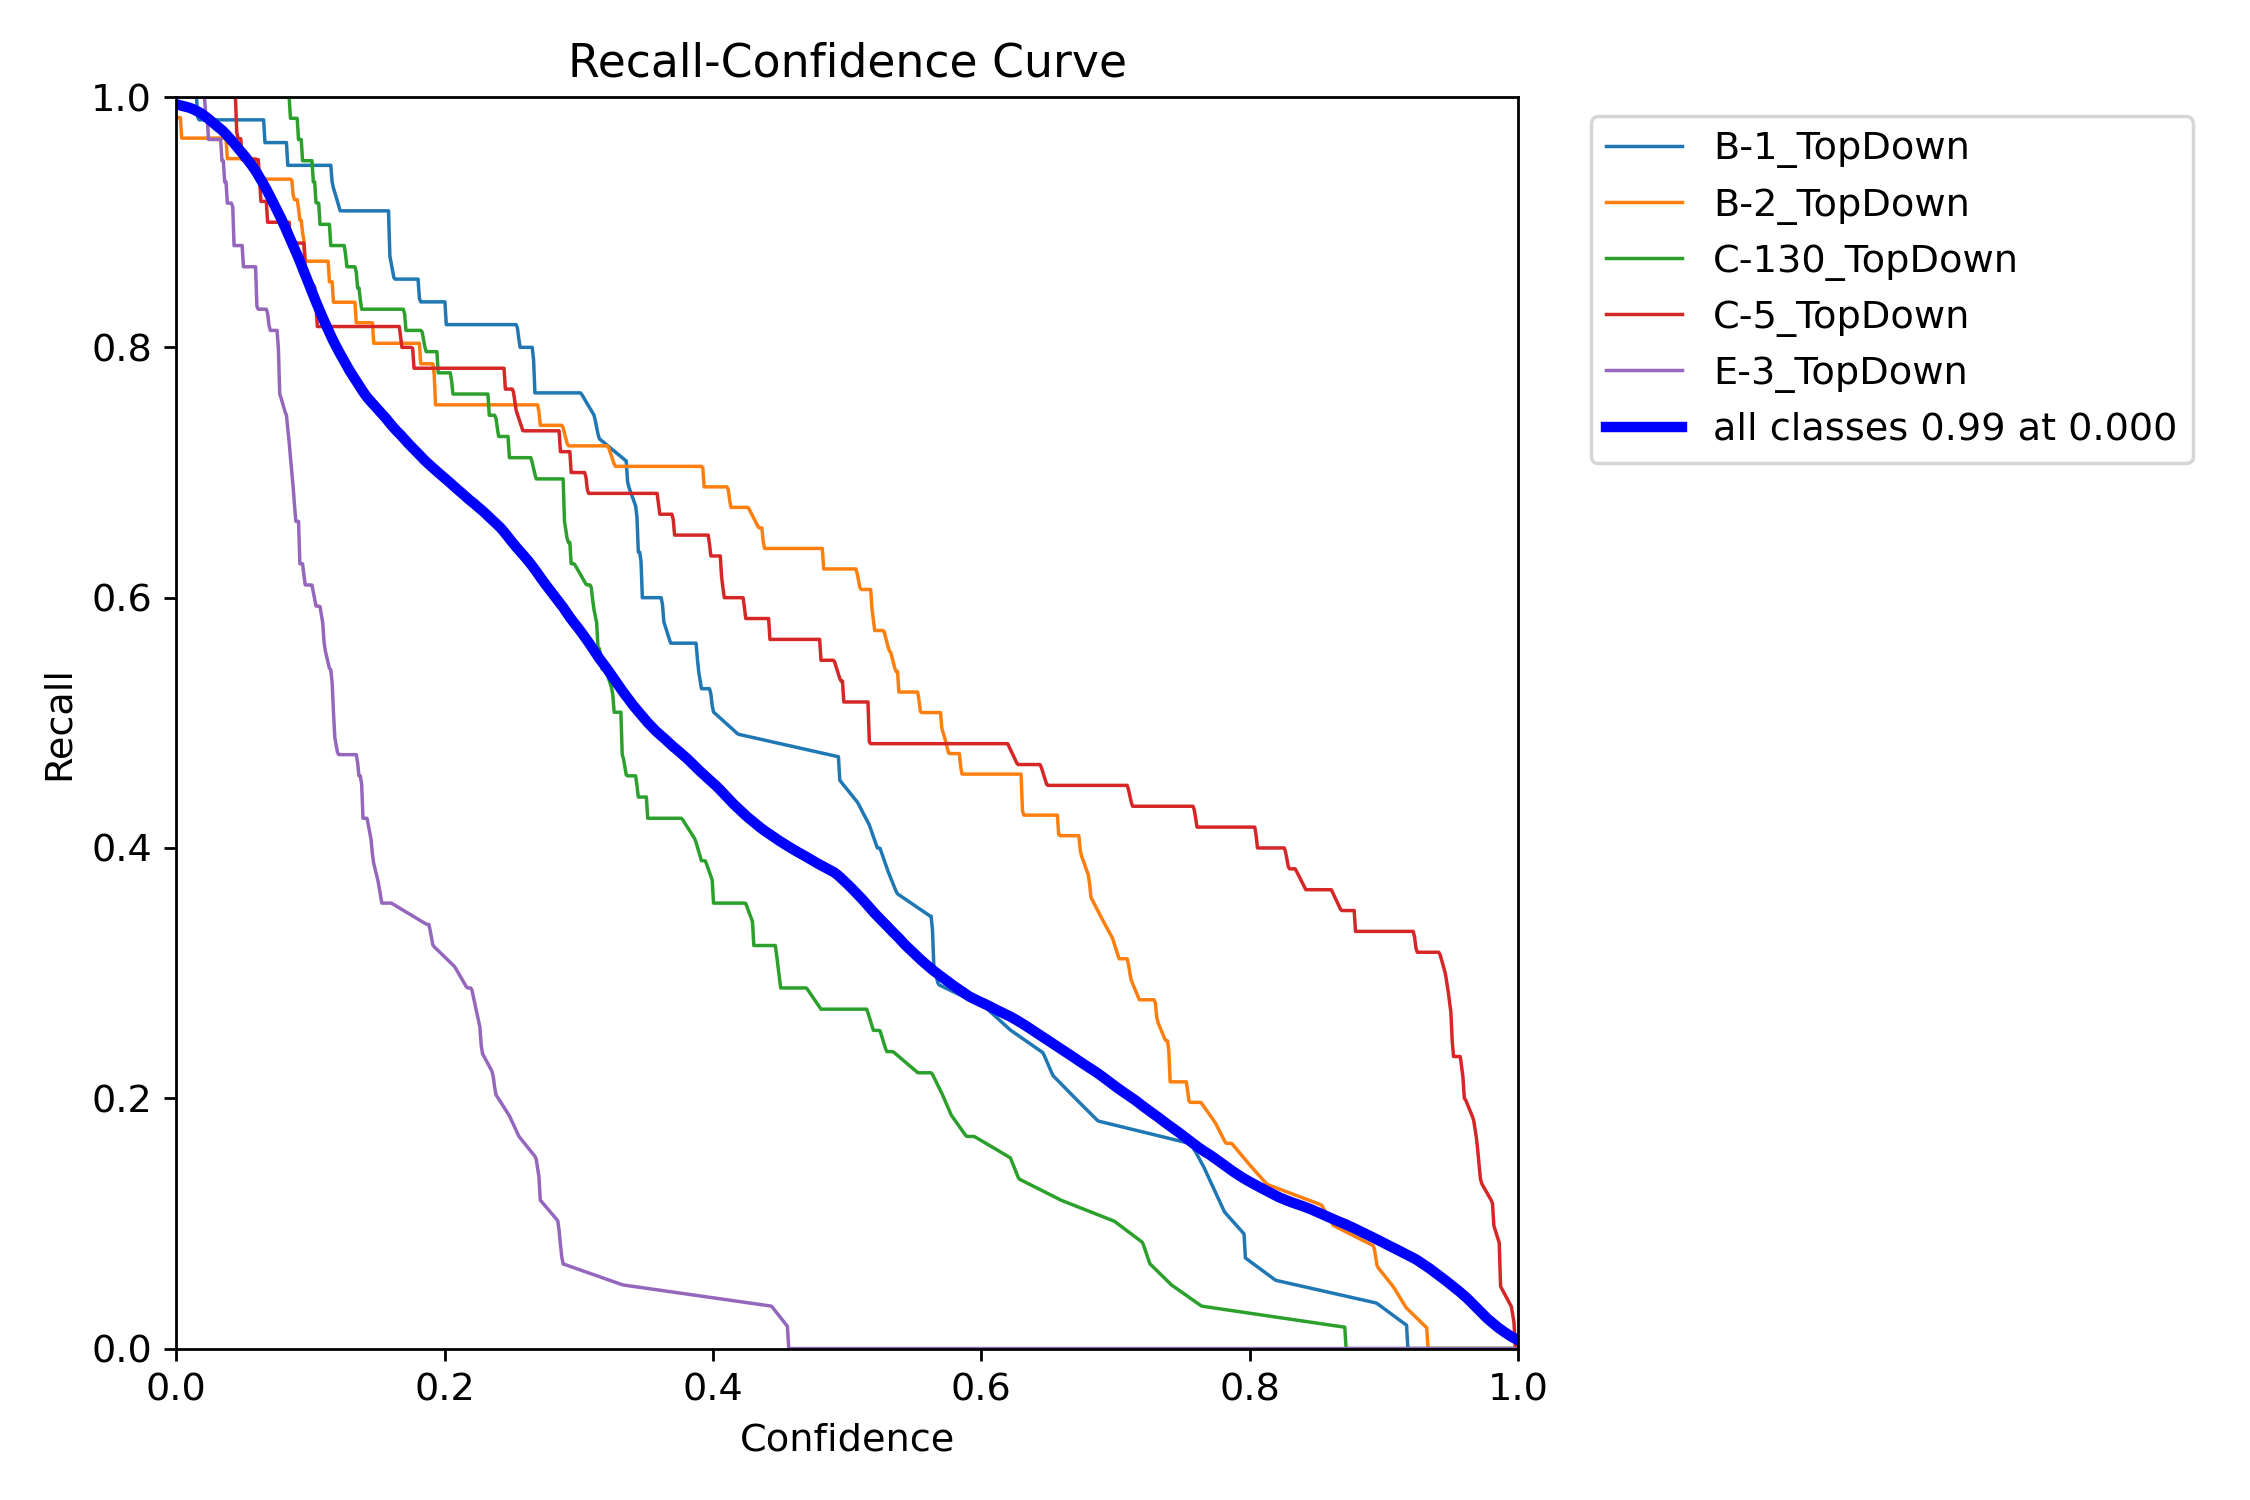 Recall-Confidence Curve
1.0
0.8
0.6
0.4
0.2
0.0
Recall
0.0 0.2 0.4 0.6 0.8 1.0
Confidence
B-1_TopDown
B-2_TopDown
C-130_TopDown
C-5_TopDown
E-3_TopDown
all classes 0.99 at 0.000